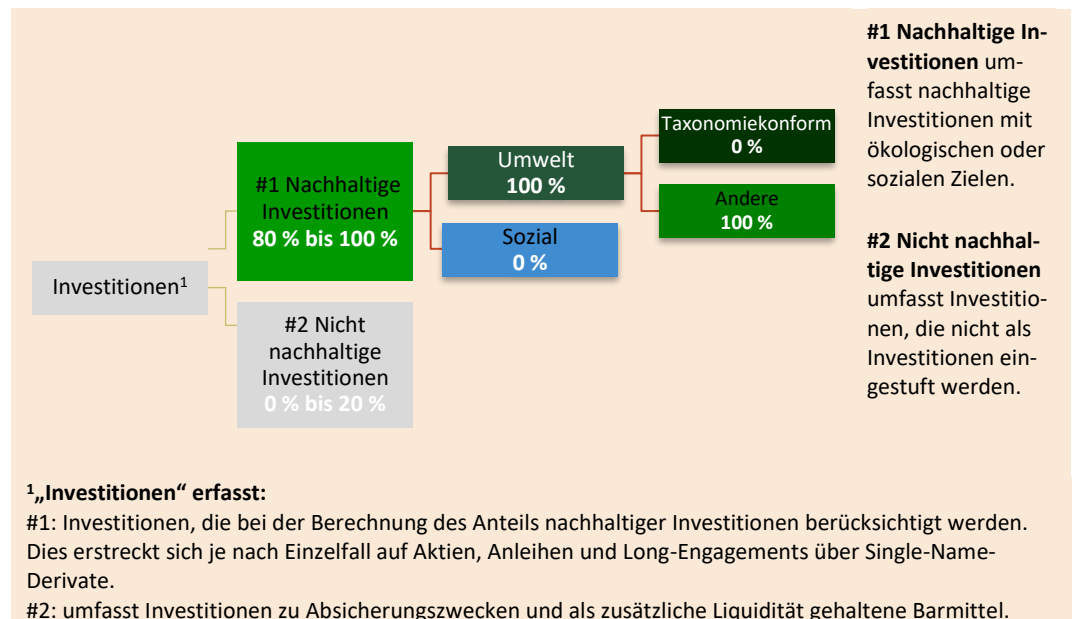 #1 Nachhaltige In-
vestitionen um-
fasst nachhaltige
Investitionen mit
ökologischen oder
sozialen Zielen.
#2 Nicht nachhal-
tige Investitionen
umfasst Investitio-
nen, die nicht als
Investitionen ein-
gestuft werden.
Investitionen¹
#1 Nachhaltige
Investitionen
80 % bis 100 %
#2 Nicht
nachhaltige
Investitionen
0 % bis 20 %
Umwelt
100 %
Sozial
0 %
Taxonomiekonform
0 %
Andere
100 %
¹„Investitionen“ erfasst:
#1: Investitionen, die bei der Berechnung des Anteils nachhaltiger Investitionen berücksichtigt werden.
Dies erstreckt sich je nach Einzelfall auf Aktien, Anleihen und Long-Engagements über Single-Name-
Derivate.
#2: umfasst Investitionen zu Absicherungszwecken und als zusätzliche Liquidität gehaltene Barmittel.